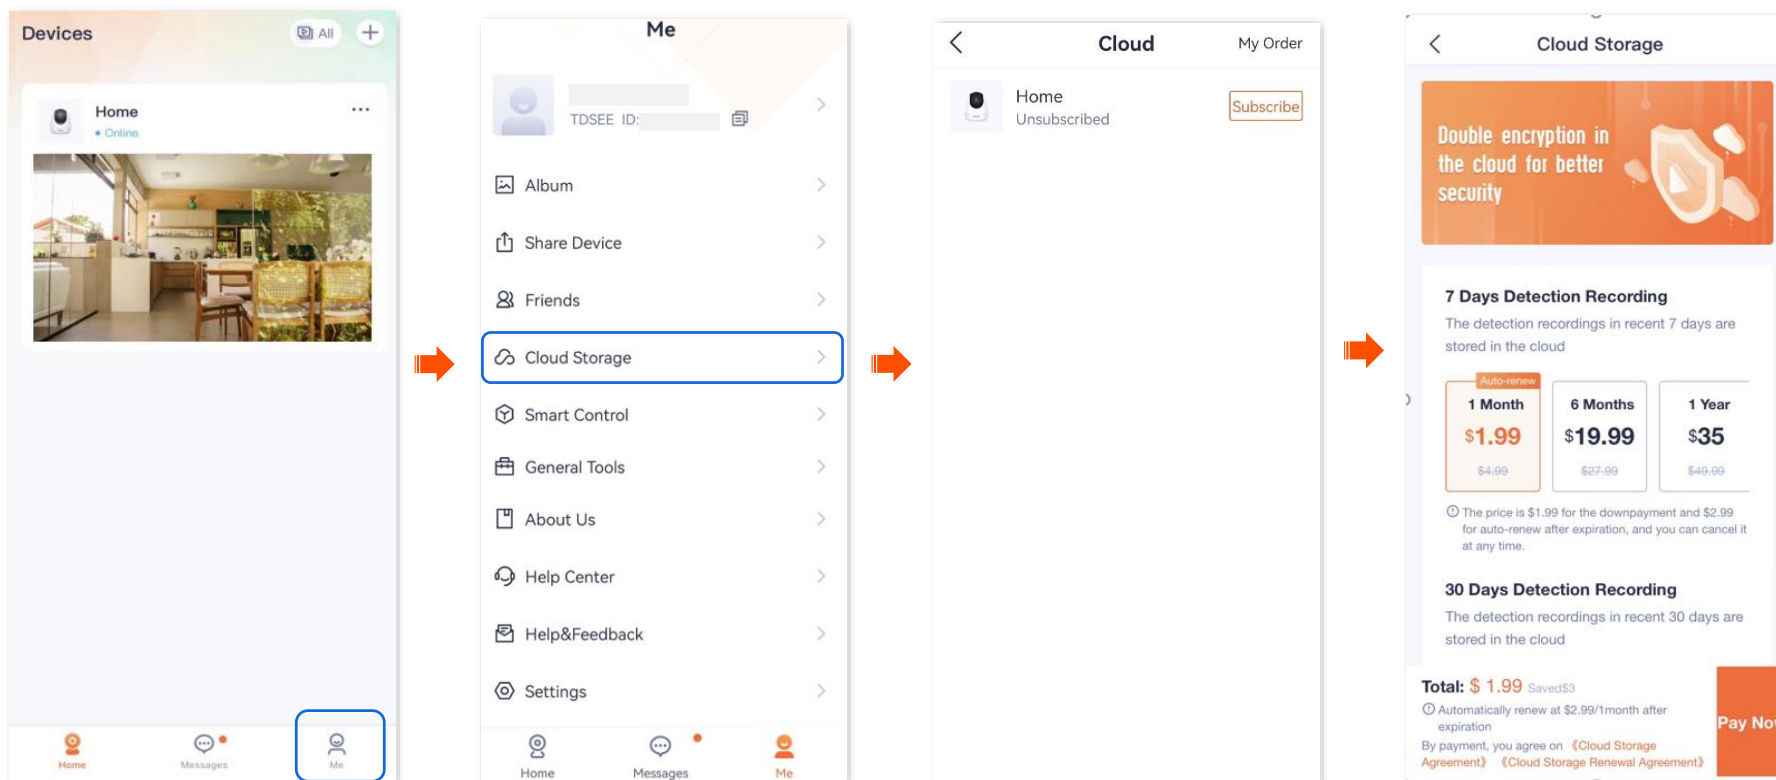 Devices
All
Home
Online
Home
Messages
Me
Me
TDSEE ID:
Album
Share Device
Friends
Cloud Storage
Smart Control
General Tools
About Us
Help Center
Help&Feedback
Settings
Home
Messages
Me
Cloud
My Order
Home
Unsubscribed
Subscribe
Cloud Storage
Double encryption in
the cloud for better
security
7 Days Detection Recording
The detection recordings in recent 7 days are
stored in the cloud
Auto-renew
1 Month
$1.99
$4.99
6 Months
$19.99
$27.99
1 Year
$35
$49.99
The price is $1.99 for the downpayment and $2.99
for auto-renew after expiration, and you can cancel it
at any time.
30 Days Detection Recording
The detection recordings in recent 30 days are
stored in the cloud
Total: $ 1.99 Saved$3
Automatically renew at $2.99/1month after
expiration
By payment, you agree on 《Cloud Storage
Agreement》 《Cloud Storage Renewal Agreement》
Pay Now